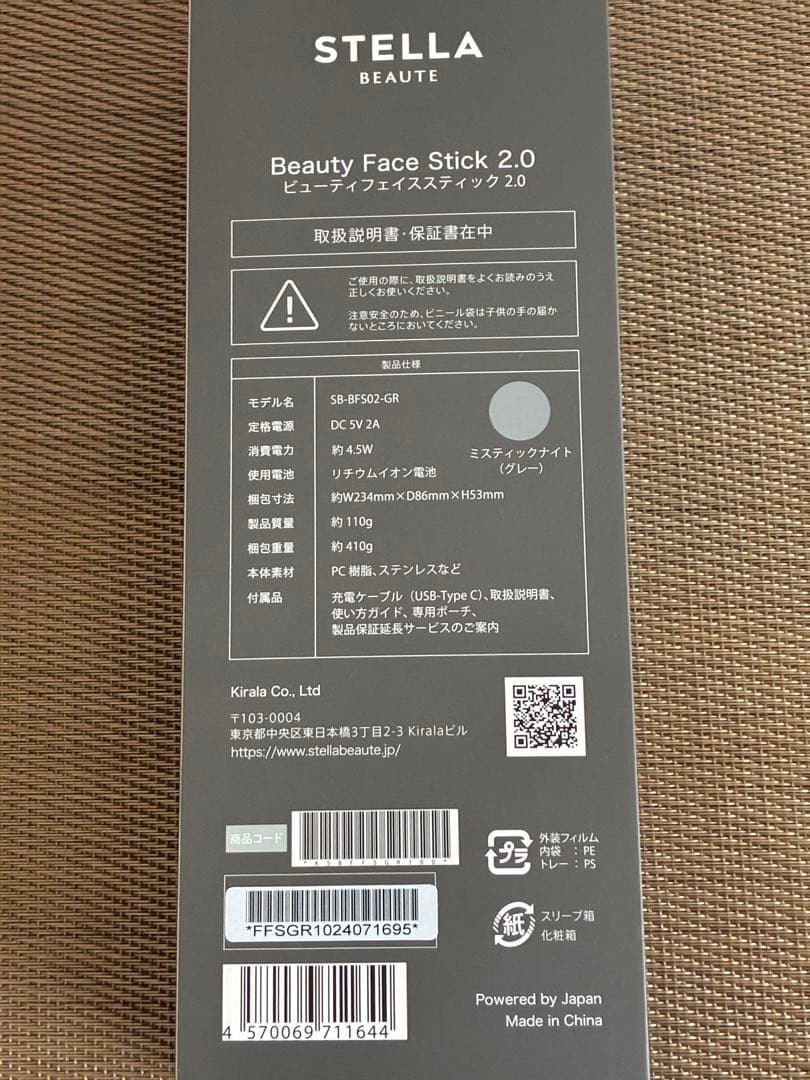 STELLA
BEAUTE
Beauty Face Stick 2.0
ビューティフェイススティック 2.0
取扱説明書・保証書在中
ご使用の際に、取扱説明書をよくお読みのうえ
正しくお使いください。
注意安全のため、ビニール袋は子供の手の届か
ないところにおいてください。
製品仕様
モデル名 SB-BFS02-GR
定格電源 DC 5V 2A
消費電力 約 4.5W
使用電池 リチウムイオン電池
梱包寸法 約W234mm×D86mm×H53mm
製品質量 約 110g
梱包重量 約 410g
本体素材 PC 樹脂、ステンレスなど
付属品 充電ケーブル（USB-Type C）、取扱説明書、
使い方ガイド、専用ポーチ、
製品保証延長サービスのご案内
ミスティックナイト
（グレー）
Kirala Co., Ltd
〒103-0004
東京都中央区東日本橋3丁目2-3 Kiralaビル
https://www.stellabeaute.jp/
商品コード
*KSBFFSGR100*
*FFSGR1024071695*
4 570069 711644
プラ
外装フィルム
内袋 : PE
トレー : PS
紙
スリーブ箱
化粧箱
Powered by Japan
Made in China